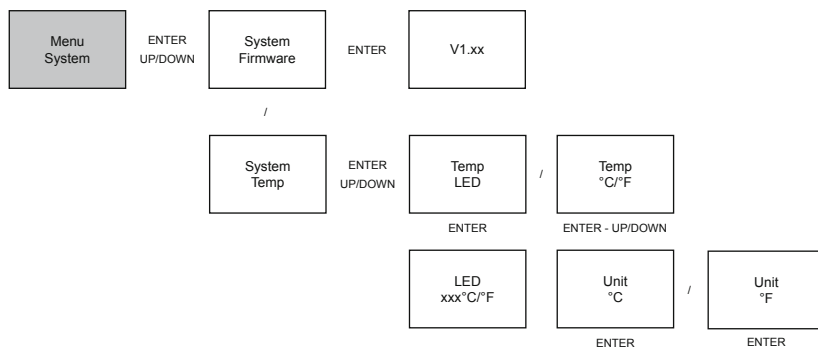 Menu
System
ENTER
UP/DOWN
System
Firmware
ENTER
V1.xx
/
System
Temp
ENTER
UP/DOWN
Temp
LED
/
Temp
°C/°F
ENTER
ENTER - UP/DOWN
LED
xxx°C/°F
Unit
°C
/
Unit
°F
ENTER
ENTER